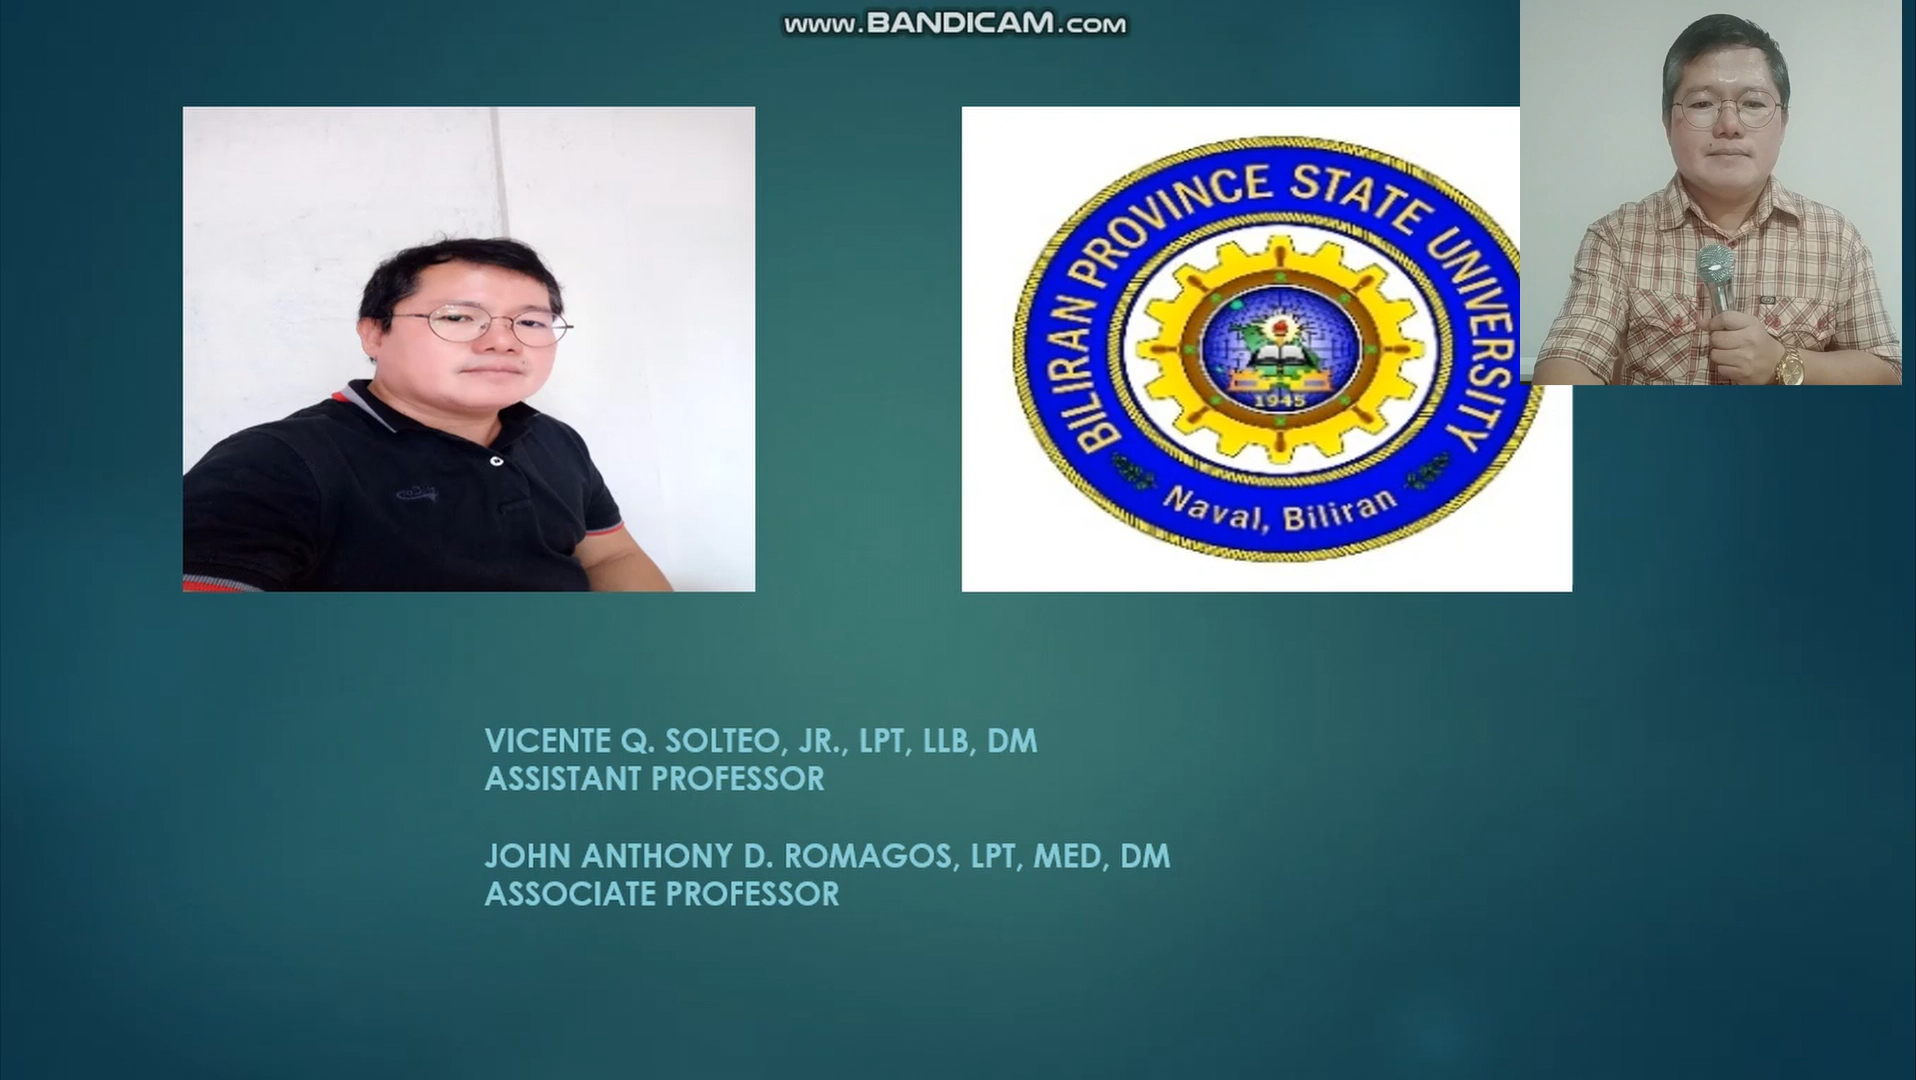 www.BANDICAM.com
BILIRAN PROVINCE STATE UNIVERSITY
1945
Naval, Biliran
VICENTE Q. SOLTEO, JR., LPT, LLB, DM
ASSISTANT PROFESSOR
JOHN ANTHONY D. ROMAGOS, LPT, MED, DM
ASSOCIATE PROFESSOR